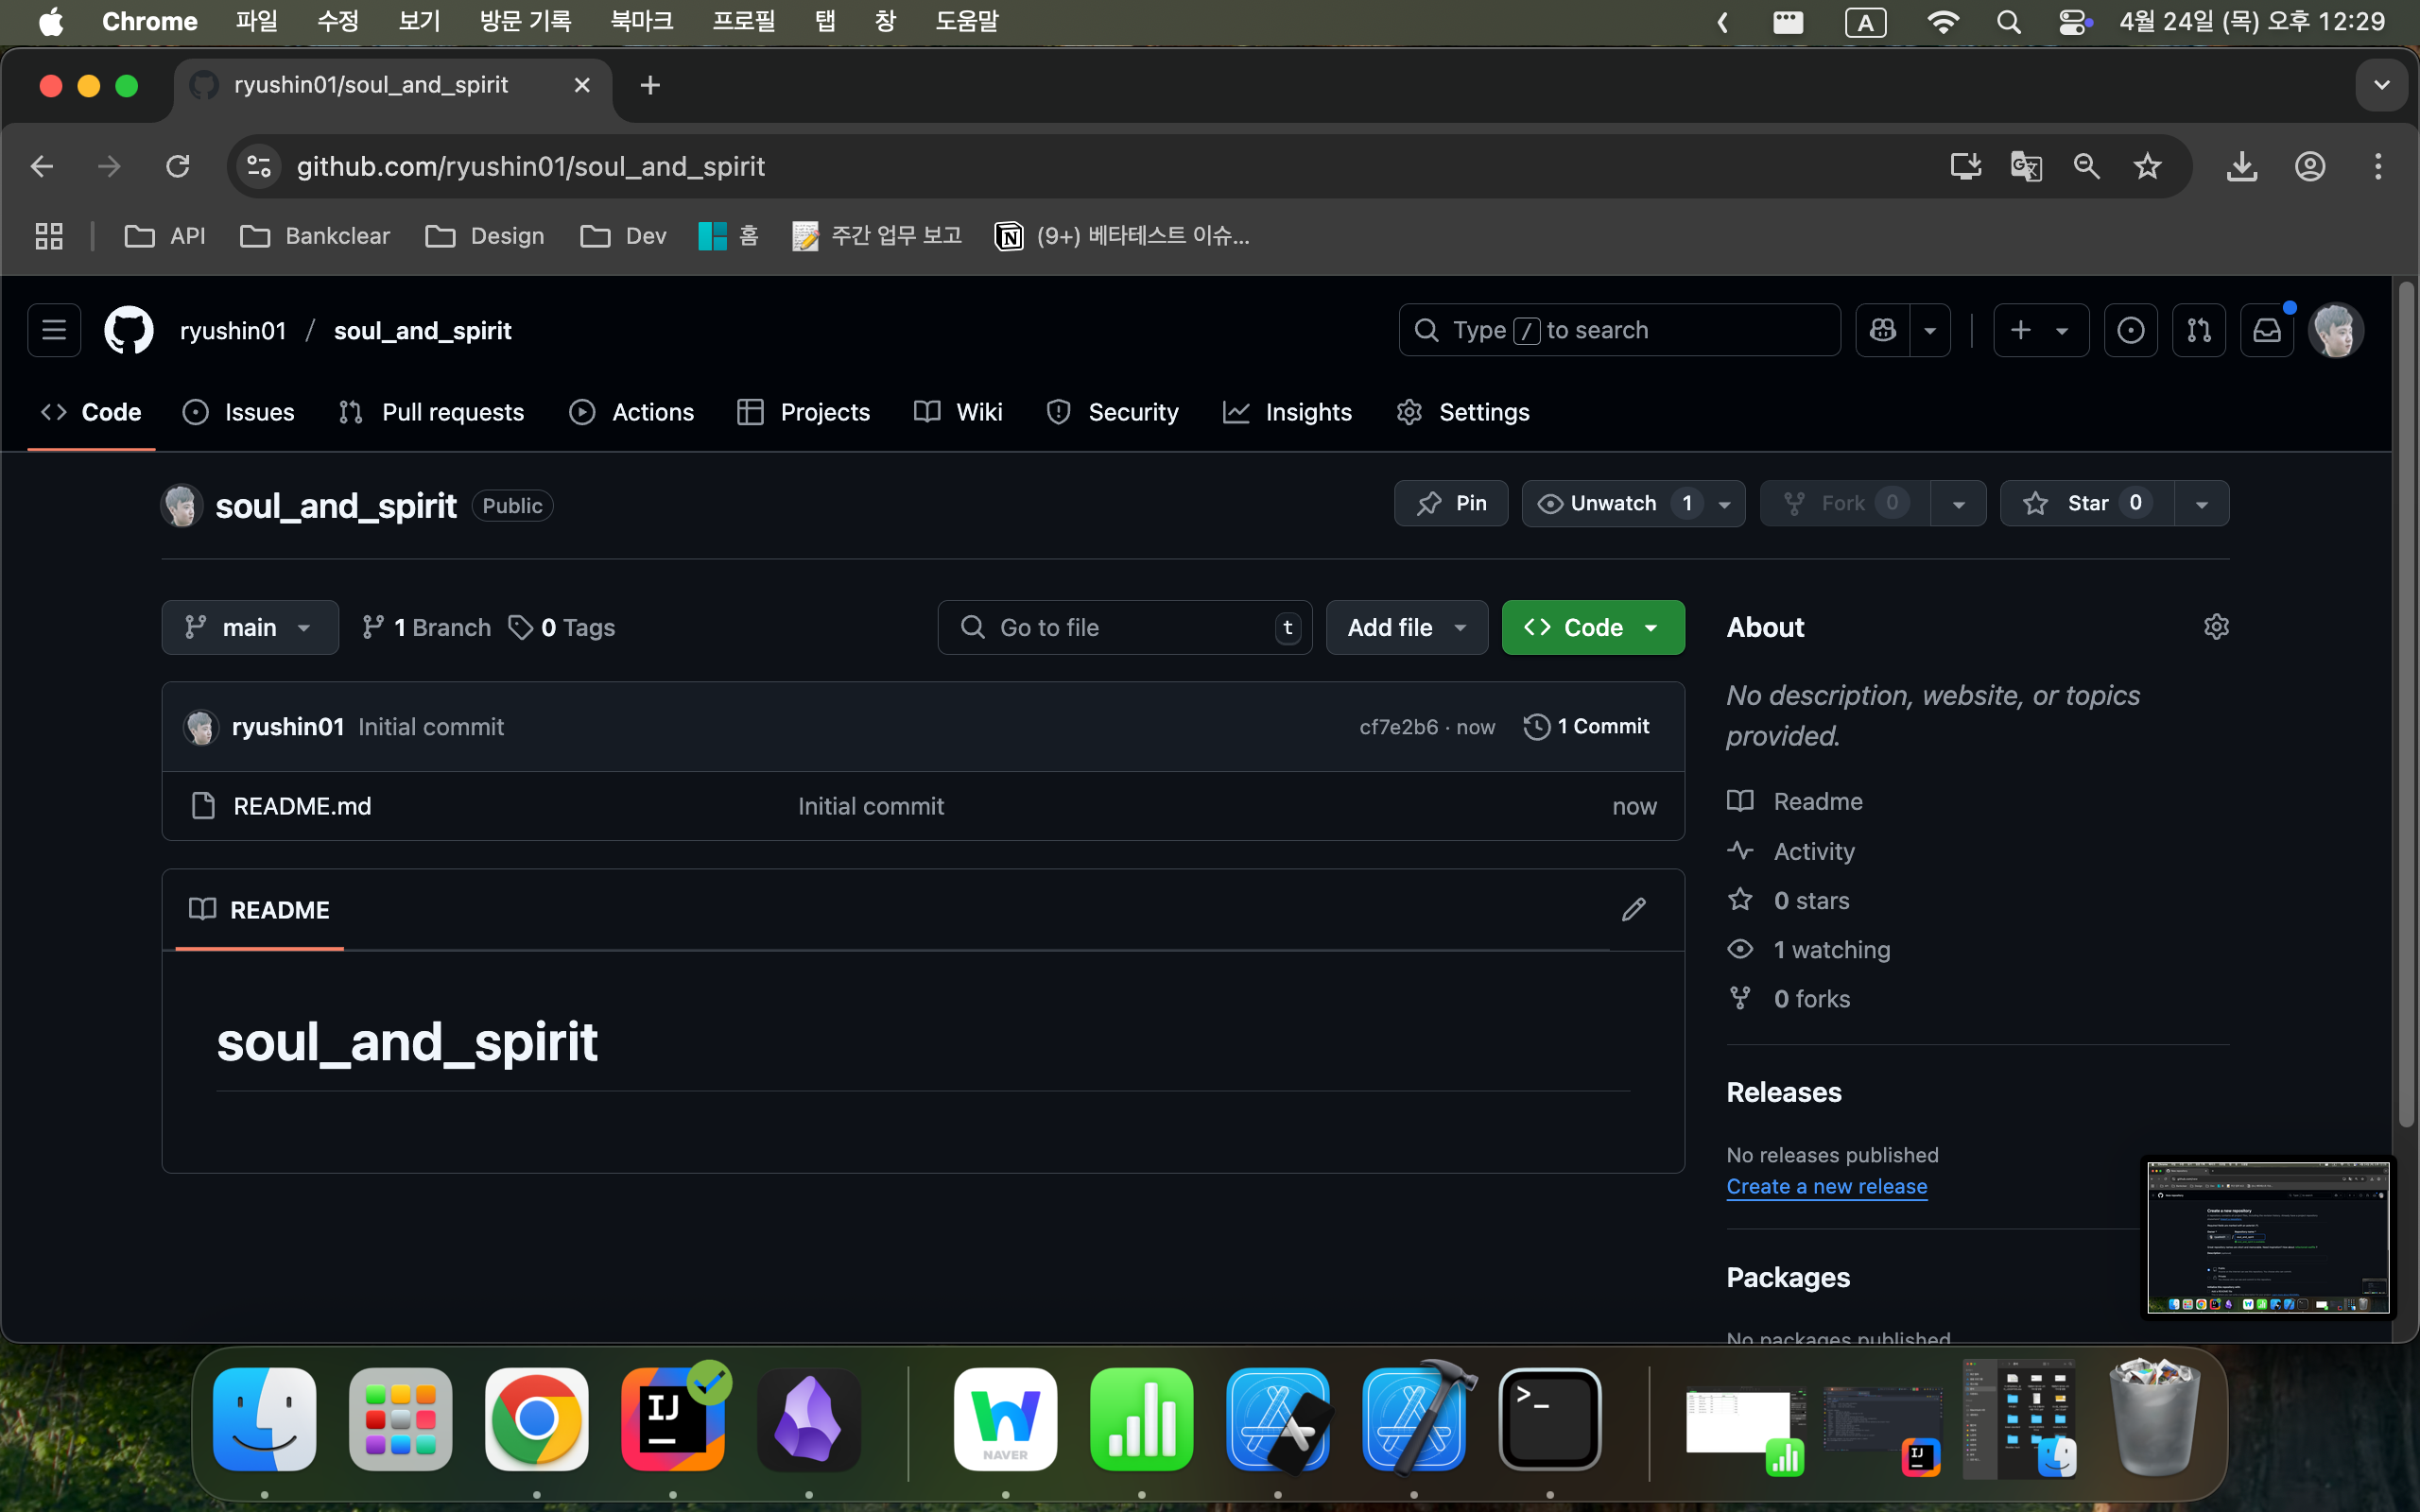 Chrome 파일 수정 보기 방문 기록 북마크 프로필 탭 창 도움말 A 4월 24일 (목) 오후 12:29
ryushin01/soul_and_spirit
github.com/ryushin01/soul_and_spirit
API Bankclear Design Dev 홈 주간 업무 보고 (9+) 베타테스트 이슈...
ryushin01 / soul_and_spirit Type / to search
Code Issues Pull requests Actions Projects Wiki Security Insights Settings
soul_and_spirit Public Pin Unwatch 1 Fork 0 Star 0
main 1 Branch 0 Tags Go to file t Add file Code About
No description, website, or topics
provided.
ryushin01 Initial commit cf7e2b6 · now 1 Commit
README.md Initial commit now
Readme
Activity
0 stars
1 watching
0 forks
README
soul_and_spirit
Releases
No releases published
Create a new release
Packages
No packages published
Create a new repository
IJ
NAVER
>_
IJ